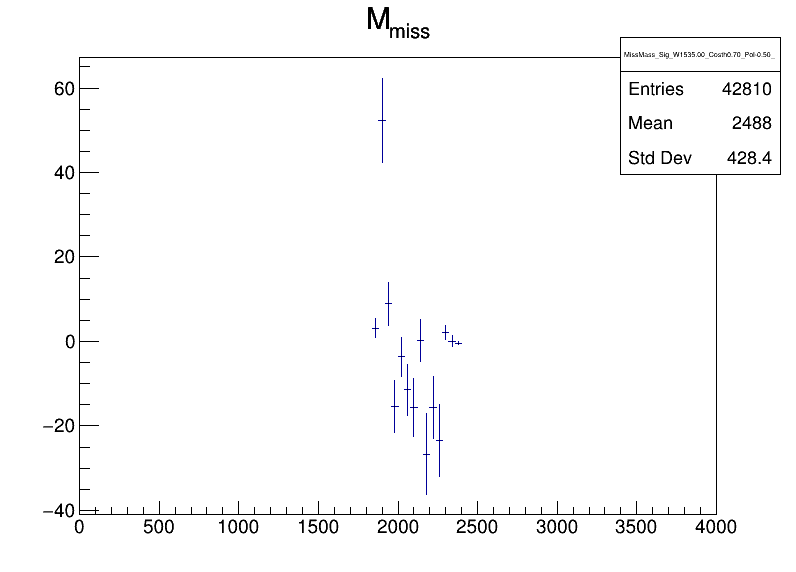 M_miss
MissMass_Sig_W1535.00_Costh0.70_Pol-0.50_
Entries 42810
Mean 2488
Std Dev 428.4
60
40
20
0
−20
−40
0 500 1000 1500 2000 2500 3000 3500 4000